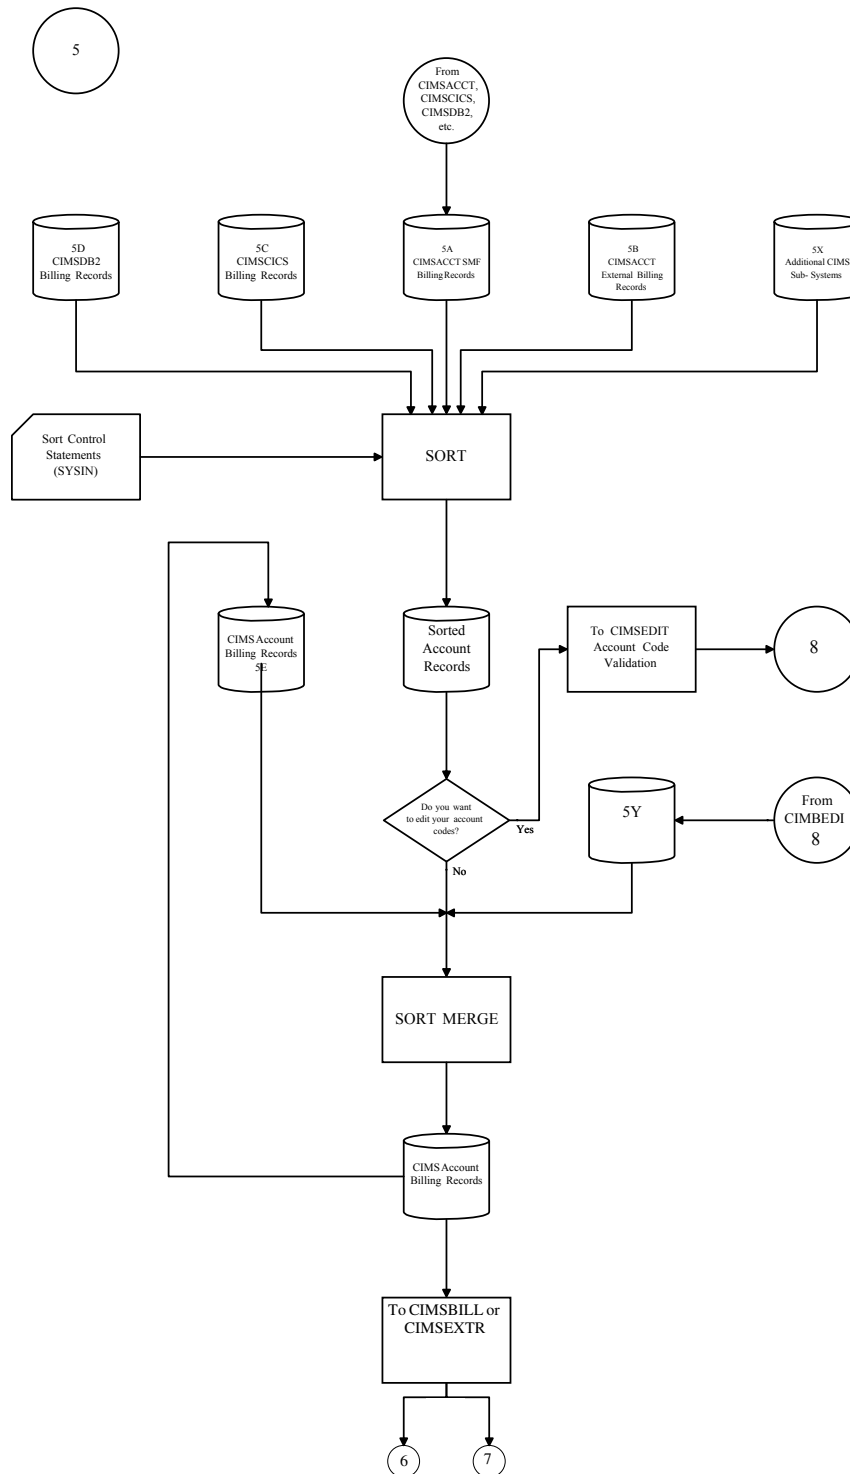 5
From
CIMSACCT,
CIMSCICS,
CIMSDB2,
etc.
5D
CIMSDB2
Billing Records
5C
CIMSCICS
Billing Records
5A
CIMSACCT SMF
Billing Records
5B
CIMSACCT
External Billing
Records
5X
Additional CIMS
Sub- Systems
Sort Control
Statements
(SYSIN)
SORT
CIMS Account
Billing Records
5E
Sorted
Account
Records
To CIMSEDIT
Account Code
Validation
8
Do you want
to edit your account
codes?
Yes
No
5Y
From
CIMBEDI
8
SORT MERGE
CIMS Account
Billing Records
To CIMSBILL or
CIMSEXTR
6
7